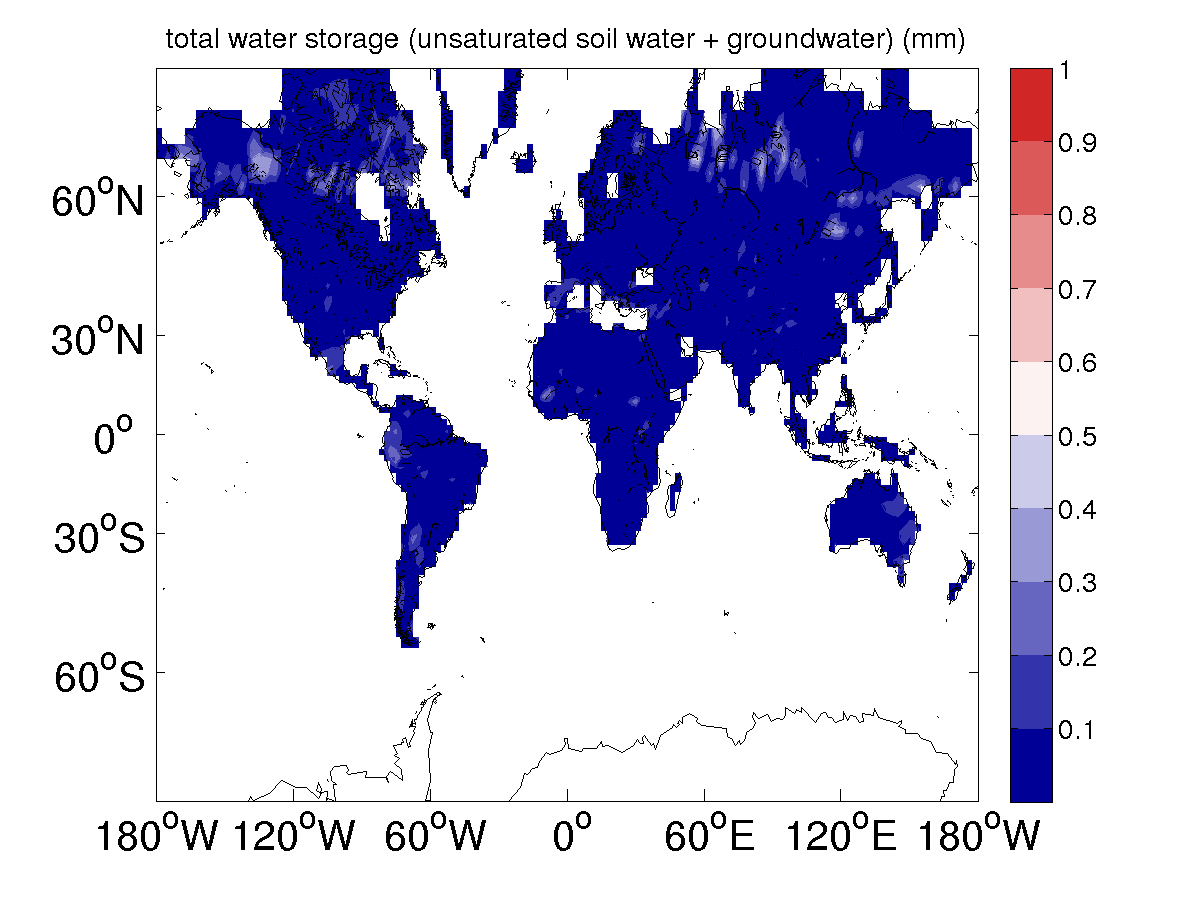 total water storage (unsaturated soil water + groundwater) (mm)
1
0.9
0.8
0.7
0.6
0.5
0.4
0.3
0.2
0.1
60°N
30°N
0°
30°S
60°S
180°W 120°W 60°W 0° 60°E 120°E 180°W